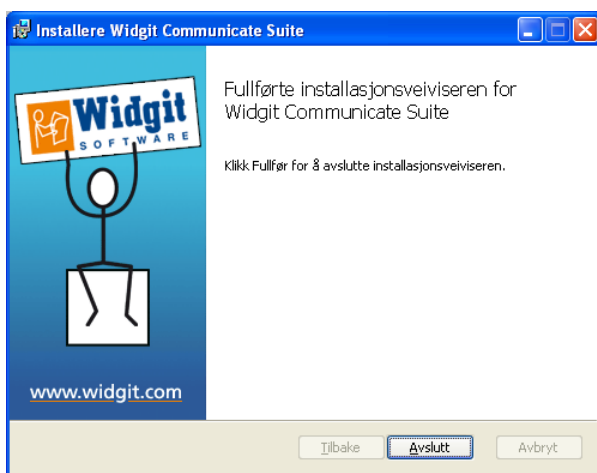 Installere Widgit Communicate Suite
Widgit
SOFTWARE
Fullførte installasjonsveiviseren for
Widgit Communicate Suite
Klikk Fullfør for å avslutte installasjonsveiviseren.
www.widgit.com
Tilbake
Avslutt
Avbryt